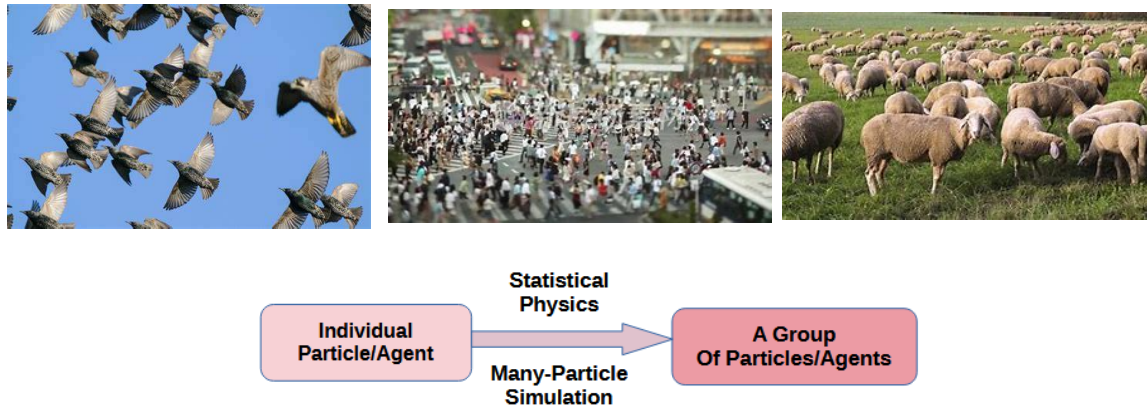 Statistical
Physics
Individual
Particle/Agent
A Group
Of Particles/Agents
Many-Particle
Simulation